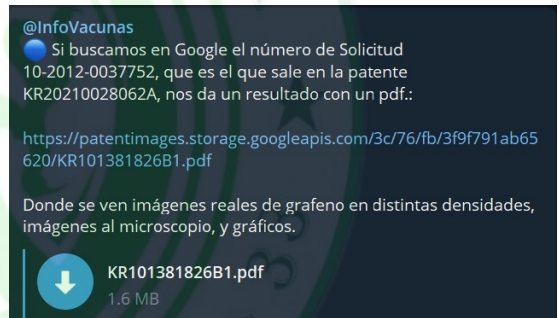 @InfoVacunas
🔵 Si buscamos en Google el número de Solicitud
10-2012-0037752, que es el que sale en la patente
KR20210028062A, nos da un resultado con un pdf.:
https://patentimages.storage.googleapis.com/3c/76/fb/3f9f791ab65
620/KR101381826B1.pdf
Donde se ven imágenes reales de grafeno en distintas densidades,
imágenes al microscopio, y gráficos.
KR101381826B1.pdf
1.6 MB